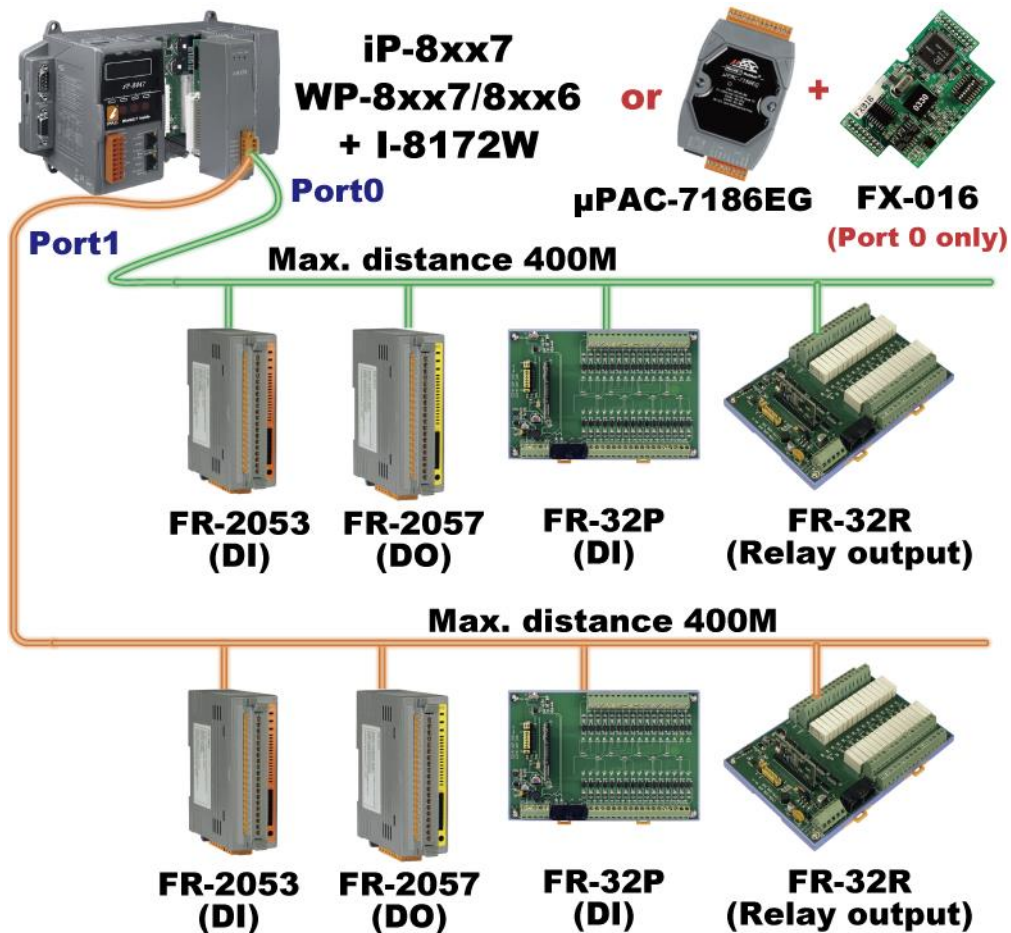 iP-8xx7
WP-8xx7/8xx6
+ I-8172W
or
+
µPAC-7186EG
FX-016
(Port 0 only)
Port0
Port1
Max. distance 400M
FR-2053
(DI)
FR-2057
(DO)
FR-32P
(DI)
FR-32R
(Relay output)
Max. distance 400M
FR-2053
(DI)
FR-2057
(DO)
FR-32P
(DI)
FR-32R
(Relay output)